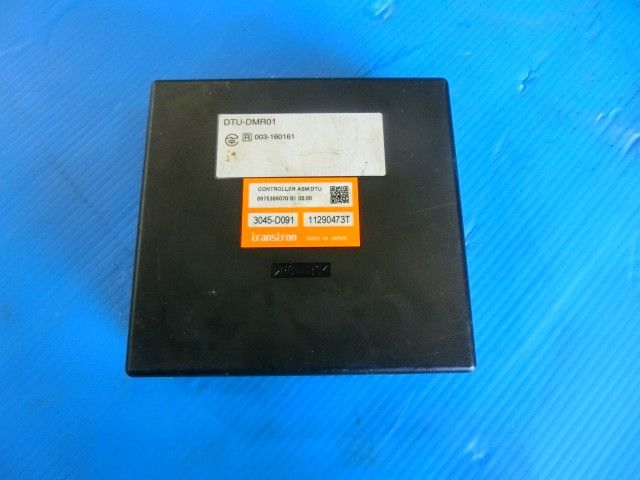 DTU-DMR01
R 003-160161
CONTROLLER ASM:DTU
8975386070 01 05.00
3045-D091 11290473T
transtron MADE IN JAPAN